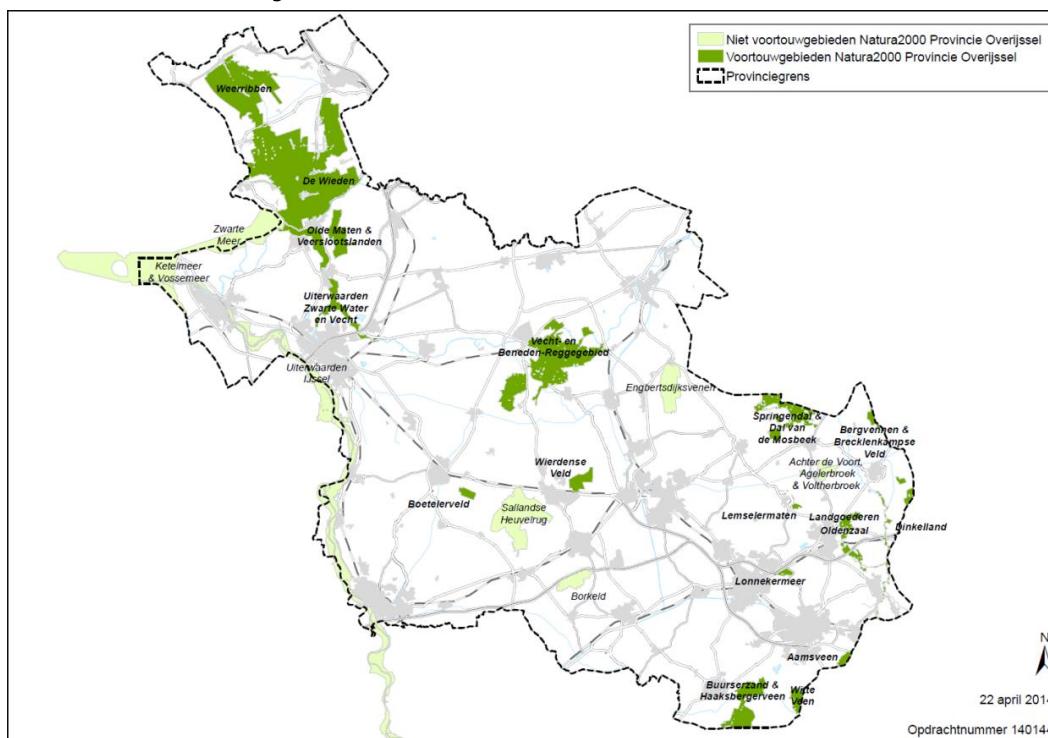 Niet voortouwgebieden Natura2000 Provincie Overijssel
Voortouwgebieden Natura2000 Provincie Overijssel
Provinciegrens
Weerribben
De Wieden
Zwarte
Meer
Olde Maten &
Veerslootslanden
Ketelmeer
& Vossemeer
Uiterwaarden
Zwarte Water
en Vecht
Vecht- en
Beneden-Reggegebied
Uiterwaarden
IJssel
Engbertsdijksvenen
Springendal &
Dal van
de Mosbeek
Bergvennen &
Brecklenkampse
Veld
Achter de Voort,
Agelerbroek
& Voltherbroek
Wierdense
Veld
Boetelerveld
Sallandse
Heuvelrug
Lemselermaten
Landgoederen
Oldenzaal
Dinkelland
Lonnekermeer
Borkeld
Aamsveen
Buurserzand &
Haaksbergerveen
Witte
Veen
N
22 april 2014
Opdrachtnummer 140144